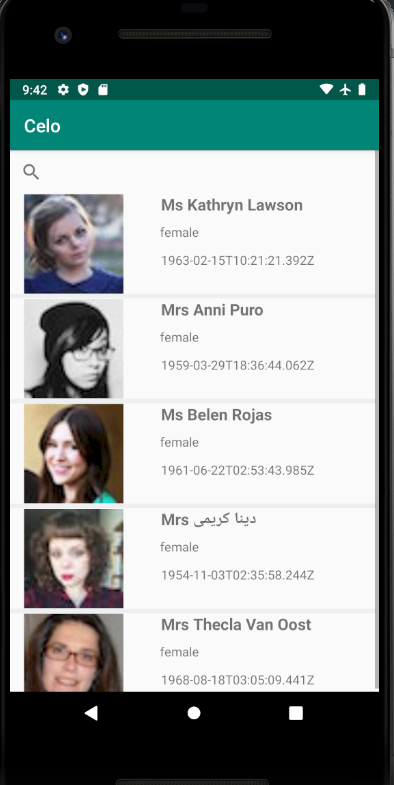 9:42
Celo
Ms Kathryn Lawson
female
1963-02-15T10:21:21.392Z
Mrs Anni Puro
female
1959-03-29T18:36:44.062Z
Ms Belen Rojas
female
1961-06-22T02:53:43.985Z
Mrs دینا کریمی
female
1954-11-03T02:35:58.244Z
Mrs Thecla Van Oost
female
1968-08-18T03:05:09.441Z